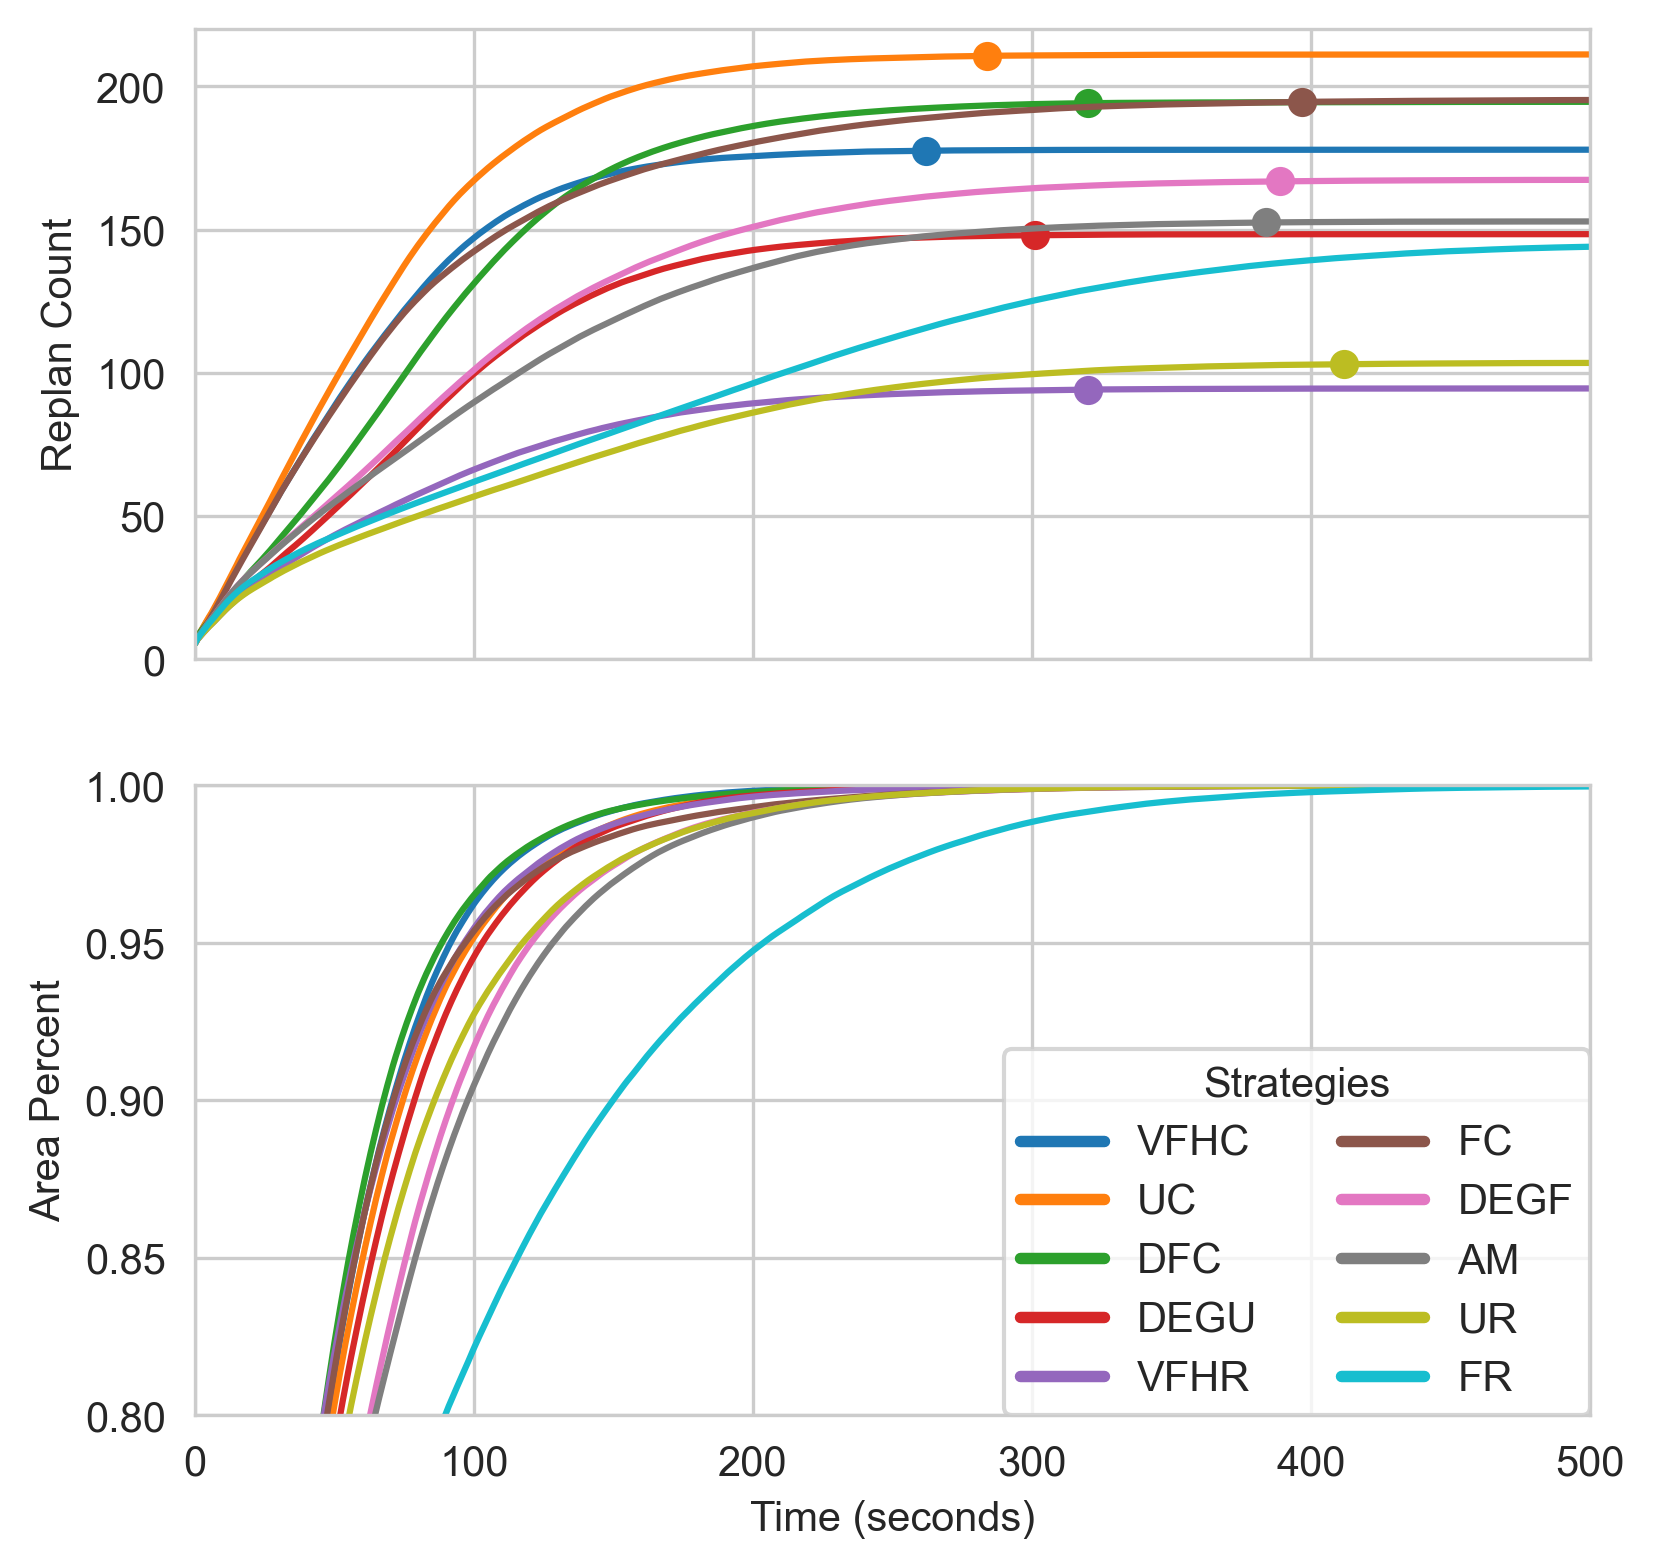 200
150
100
50
0
Replan Count
1.00
0.95
0.90
0.85
0.80
Area Percent
Strategies
VFHC
UC
DFC
DEGU
VFHR
FC
DEGF
AM
UR
FR
0 100 200 300 400 500
Time (seconds)